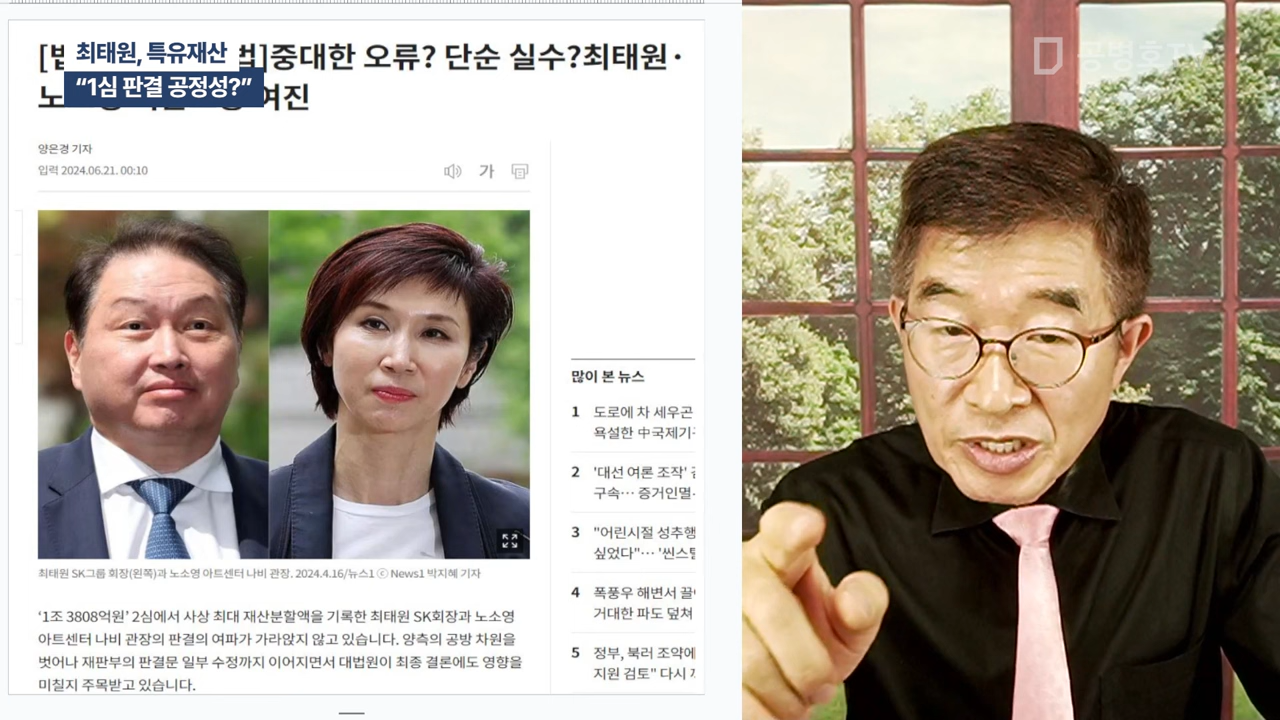 최태원, 특유재산
“1심 판결 공정성?”
법]중대한 오류? 단순 실수?최태원·
노 여진
양은경 기자
입력 2024.06.21. 00:10
가
최태원 SK그룹 회장(왼쪽)과 노소영 아트센터 나비 관장. 2024.4.16/뉴스1 ⓒ News1 박지혜 기자
‘1조 3808억원’ 2심에서 사상 최대 재산분할액을 기록한 최태원 SK회장과 노소영
아트센터 나비 관장의 판결의 여파가 가라앉지 않고 있습니다. 양측의 공방 차원을
벗어나 재판부의 판결문 일부 수정까지 이어지면서 대법원이 최종 결론에도 영향을
미칠지 주목받고 있습니다.
많이 본 뉴스
1 도로에 차 세우곤
욕설한 中국제기
2 '대선 여론 조작'
구속… 증거인멸
3 "어린시절 성추행
싶었다"… '씬스틸
4 폭풍우 해변서
거대한 파도 덮쳐
5 정부, 북러 조약에
지원 검토" 다시
공병호